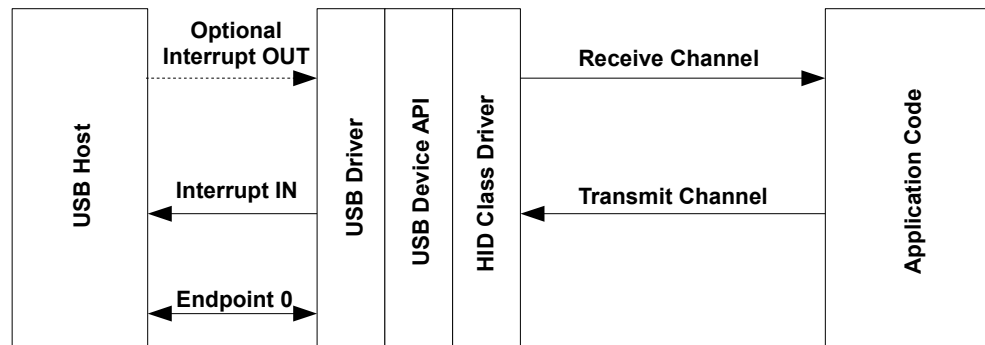 USB Host
Optional
Interrupt OUT
Interrupt IN
Endpoint 0
USB Driver
USB Device API
HID Class Driver
Receive Channel
Transmit Channel
Application Code